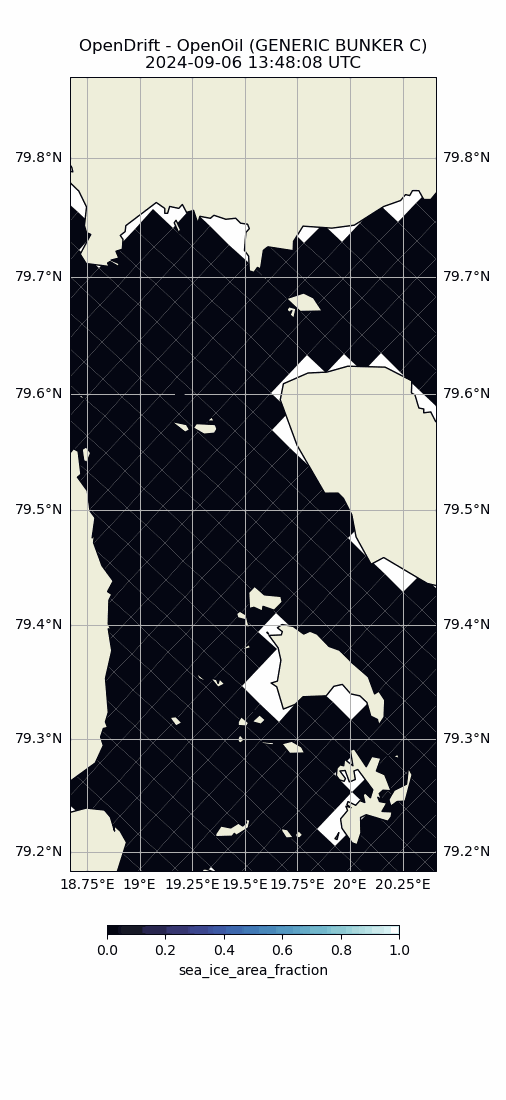 OpenDrift - OpenOil (GENERIC BUNKER C)
2024-09-06 13:48:08 UTC
79.8°N 79.8°N
79.7°N 79.7°N
79.6°N 79.6°N
79.5°N 79.5°N
79.4°N 79.4°N
79.3°N 79.3°N
79.2°N 79.2°N
18.75°E 19°E 19.25°E 19.5°E 19.75°E 20°E 20.25°E
0.0 0.2 0.4 0.6 0.8 1.0
sea_ice_area_fraction